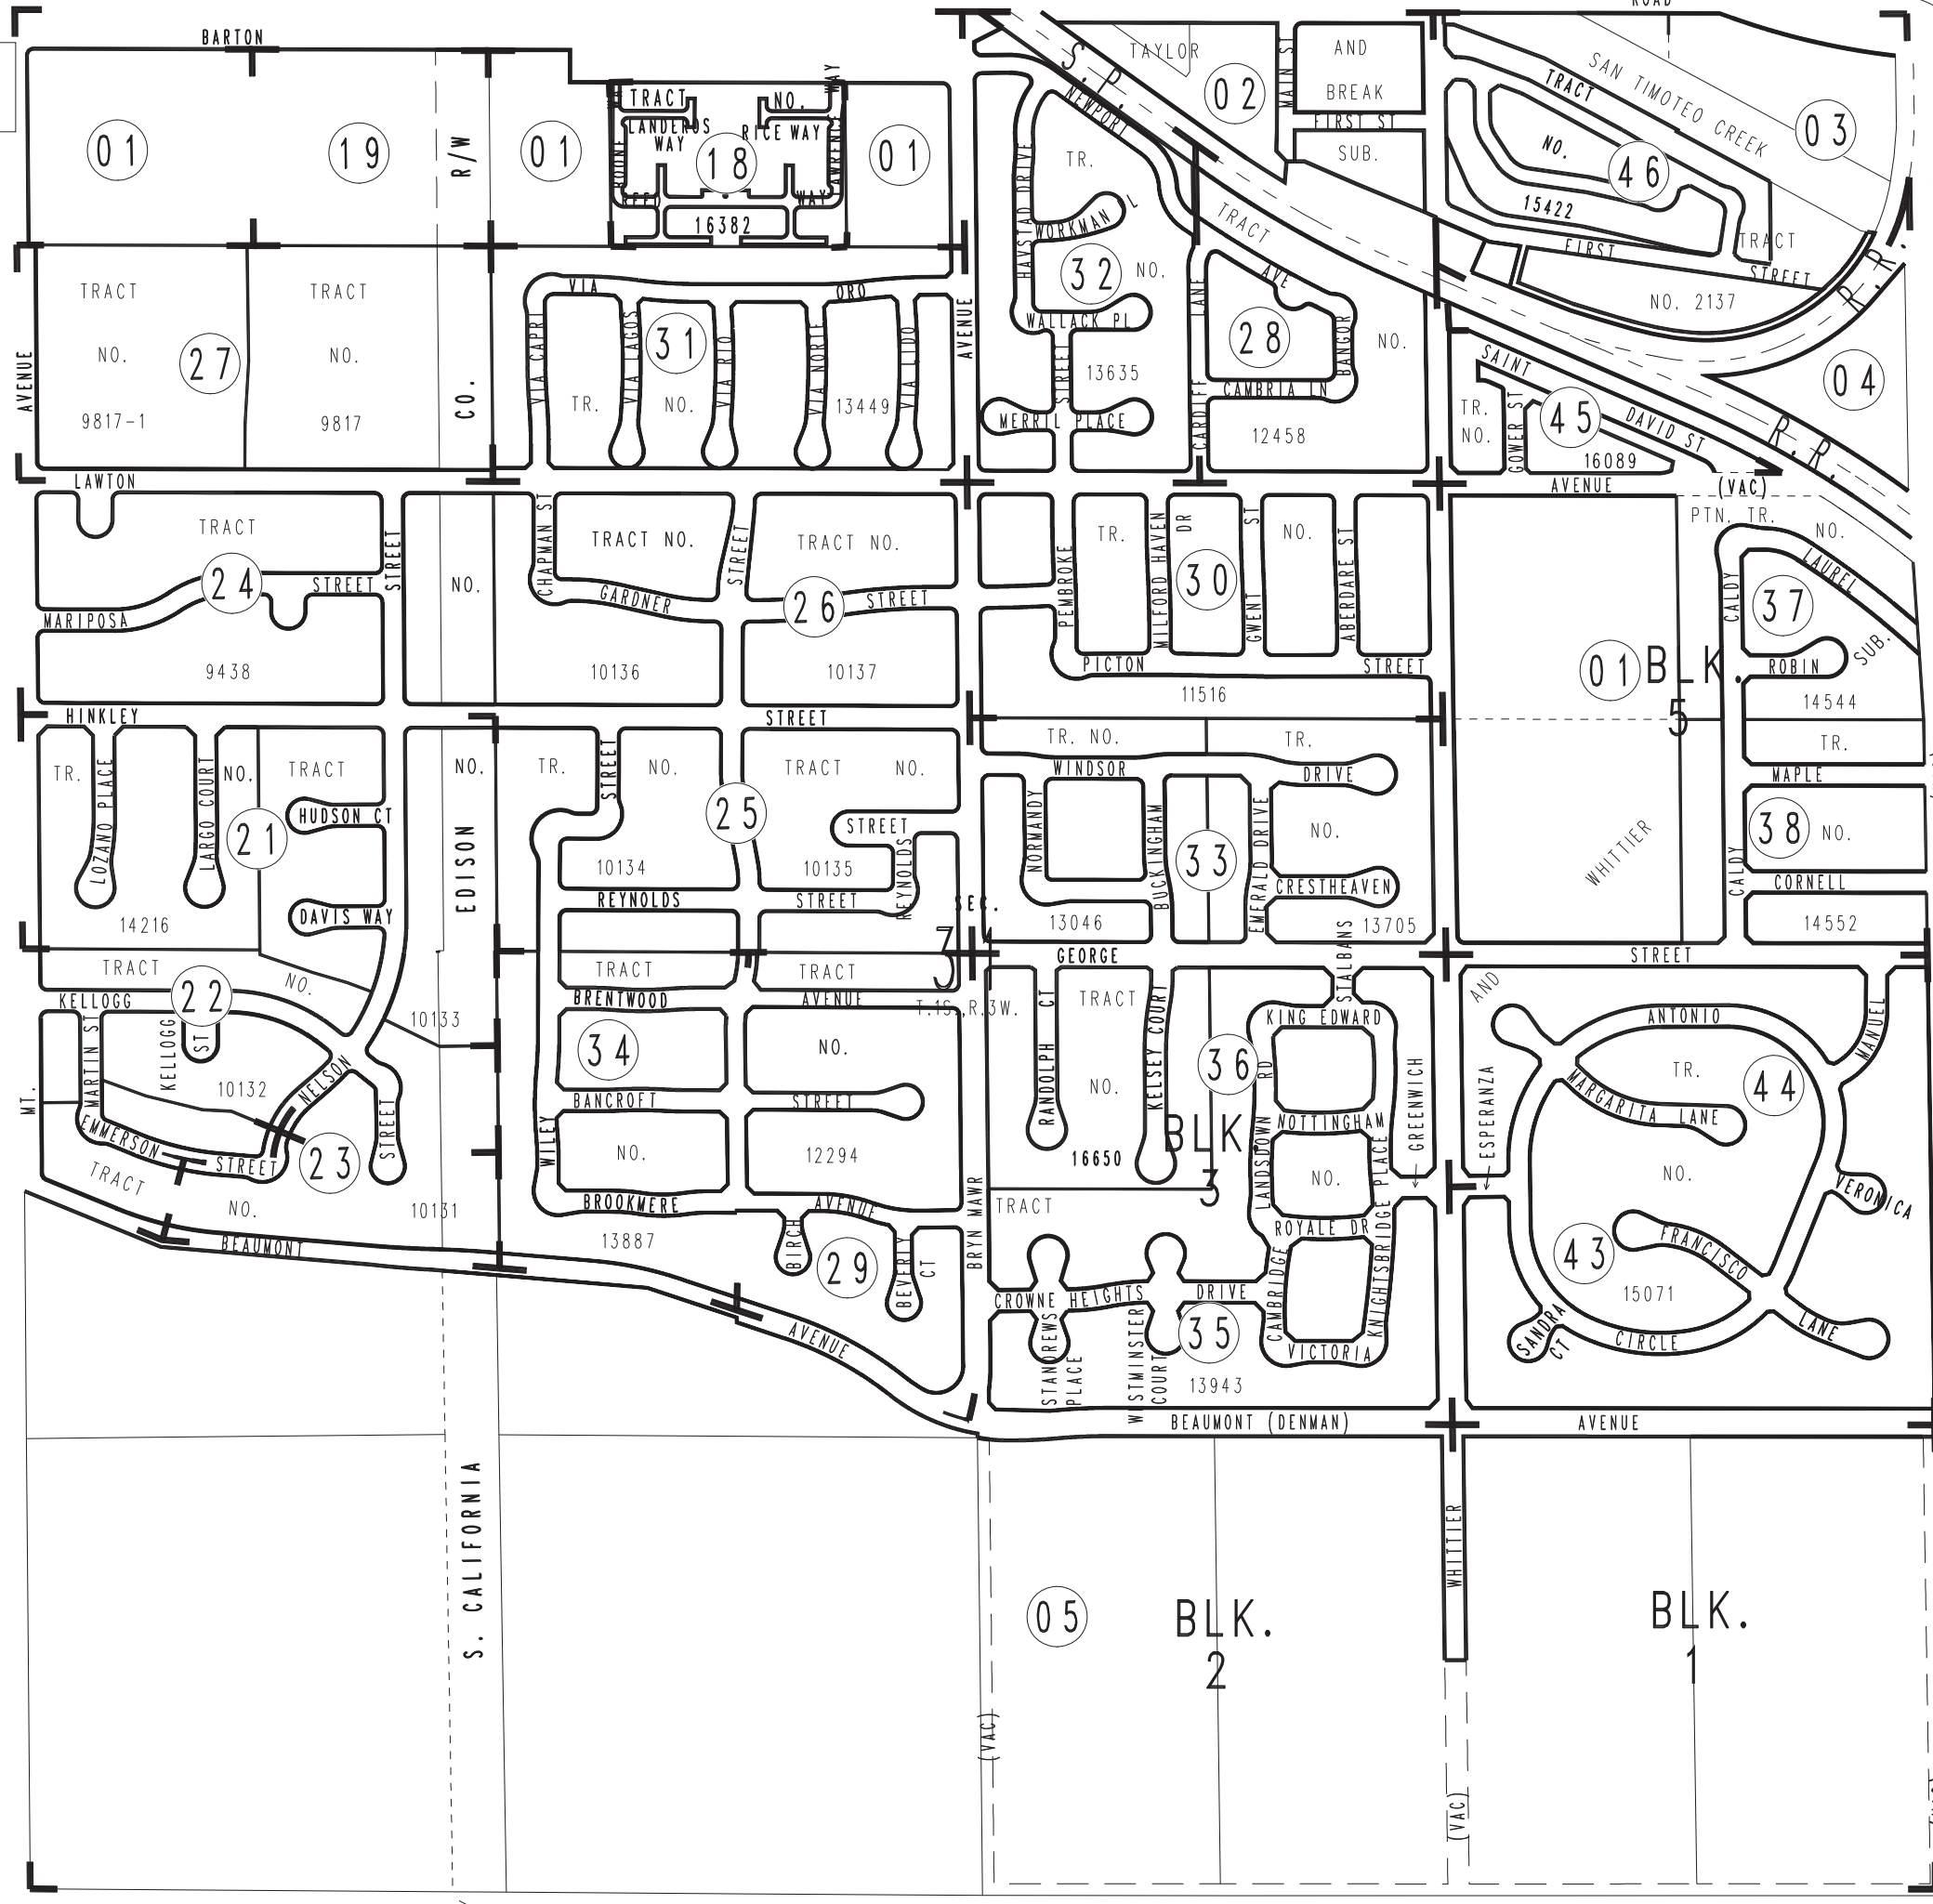 ROAD
BARTON
S. P.
TAYLOR
MAIN ST
AND
BREAK
FIRST ST
SUB.
02
TRACT
SAN TIMOTEO CREEK
03
NO.
46
15422
TRACT
FIRST
STREET
NO. 2137
R. R.
01
19
R/W
01
TRACT
NO.
LANDEROS
WAY
RICE WAY
18
TYRONE WAY
LAWRENCE WAY
REED
WAY
16382
01
NEWPORT
TR.
HAVSTAD DRIVE
WORKMAN L
32
NO.
WALLACK PL
STREET
13635
MERRIL PLACE
TRACT
AVE
LANE
28
BANGOR
NO.
CAMBRIA LN
CARDIFF
12458
AVENUE
TRACT
NO.
9817-1
27
TRACT
NO.
9817
CO.
VIA
ORO
VIA CAPRI
VIA LAGOS
31
VIA RIO
VIA NORTE
VIA LIDO
TR.
NO.
13449
AVENUE
SAINT
DAVID ST
TR.
NO.
GOWER ST
45
16089
R. R.
04
LAWTON
AVENUE
(VAC)
PTN. TR.
NO.
TRACT
24
STREET
STREET
MARIPOSA
9438
NO.
CHAPMAN ST
TRACT NO.
STREET
TRACT NO.
GARDNER
26
STREET
10136
10137
PEMBROKE
TR.
MILFORD HAVEN
DR
30
GWENT
ST
NO.
ABERDARE ST
PICTON
STREET
11516
01
BLK.
5
CALDY
LAUREL
37
ROBIN
SUB.
14544
HINKLEY
STREET
TR.
LOZANO PLACE
LARGO COURT
NO.
TRACT
HUDSON CT
21
DAVIS WAY
14216
NO.
EDISON
TR.
STREET
NO.
25
TRACT
NO.
STREET
10134
10135
REYNOLDS
STREET
REYNOLDS
TR. NO.
TR.
WINDSOR
DRIVE
NORMANDY
BUCKINGHAM
33
EMERALD DRIVE
NO.
CRESTHEAVEN
13046
13705
WHITTIER
TR.
MAPLE
38
NO.
CALDY
CORNELL
14552
SEC.
31
T.1S.,R.3W.
GEORGE
STREET
TRACT
NO.
22
KELLOGG
MARTIN ST
KELLOGG
ST
10132
10133
NELSON
EMMERSON
STREET
23
STREET
MT.
TRACT
NO.
10131
TRACT
TRACT
BRENTWOOD
AVENUE
34
NO.
BANCROFT
STREET
WILEY
NO.
12294
BROOKMERE
AVENUE
13887
BIRCH
29
BEVERLY
CT
BRYN MAWR
BEAUMONT
AVENUE
RANDOLPH CT
TRACT
NO.
KELSEY COURT
16650
STALBANS
KING EDWARD
36
RD
LANDSDOWN
NOTTINGHAM
BLK.
3
NO.
GREENWICH
KNIGHTSBRIDGE PLACE
ROYALE DR
TRACT
CROWNE HEIGHTS
DRIVE
CAMBRIDGE
35
VICTORIA
STANDREWS
PLACE
WESTMINSTER
COURT
13943
AND
ANTONIO
MANUEL
ESPERANZA
MARGARITA LANE
TR.
44
NO.
VERONICA
FRANCISCO
43
15071
SANDRA
CT
CIRCLE
LANE
BEAUMONT (DENMAN)
AVENUE
S. CALIFORNIA
WHITTIER
05
BLK.
2
BLK.
1
(VAC)
(VAC)